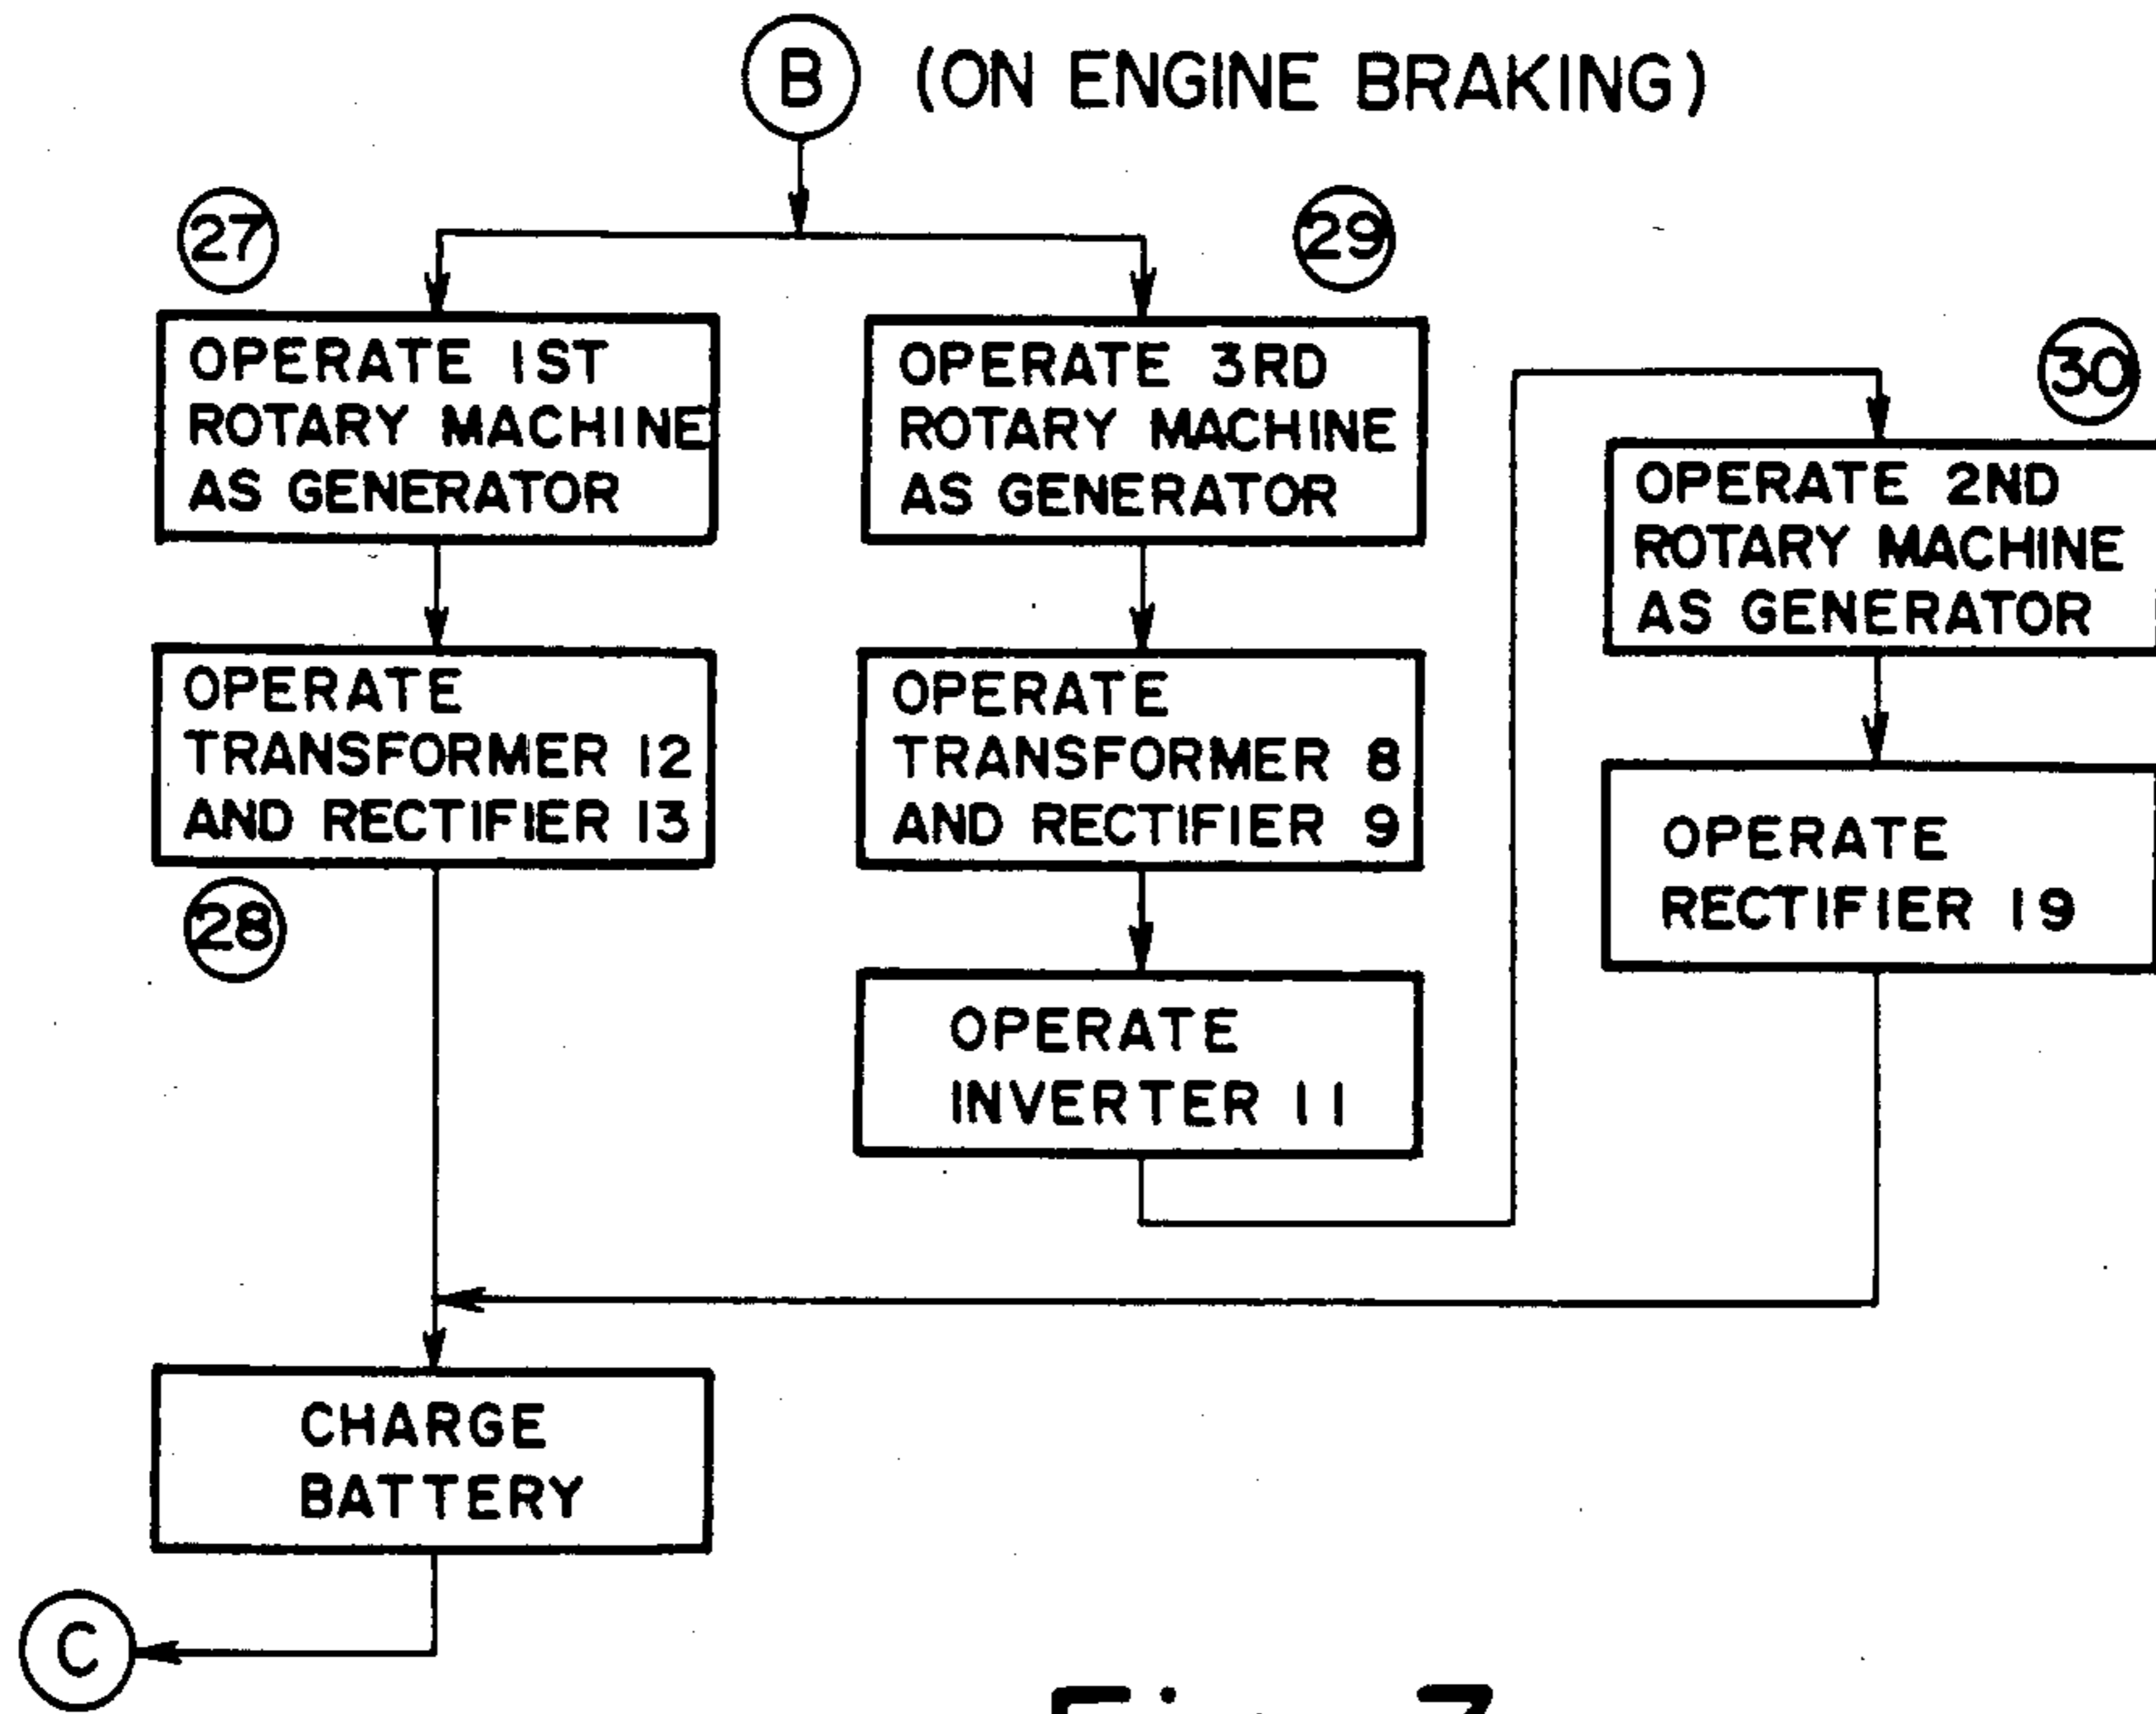 B (ON ENGINE BRAKING)
27
29
OPERATE 1ST
ROTARY MACHINE
AS GENERATOR
OPERATE 3RD
ROTARY MACHINE
AS GENERATOR
30
OPERATE 2ND
ROTARY MACHINE
AS GENERATOR
OPERATE
TRANSFORMER 12
AND RECTIFIER 13
28
OPERATE
TRANSFORMER 8
AND RECTIFIER 9
OPERATE
RECTIFIER 19
OPERATE
INVERTER 11
CHARGE
BATTERY
C